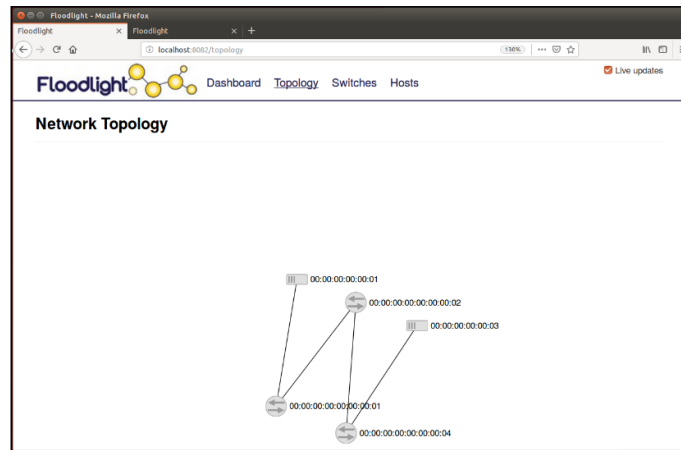 Floodlight - Mozilla Firefox
Floodlight × Floodlight × +
localhost:8082/topology 130% ...
Floodlight Dashboard Topology Switches Hosts Live updates
Network Topology
00:00:00:00:00:01
00:00:00:00:00:00:00:02
00:00:00:00:00:03
00:00:00:00:00:00:00:01
00:00:00:00:00:00:00:04